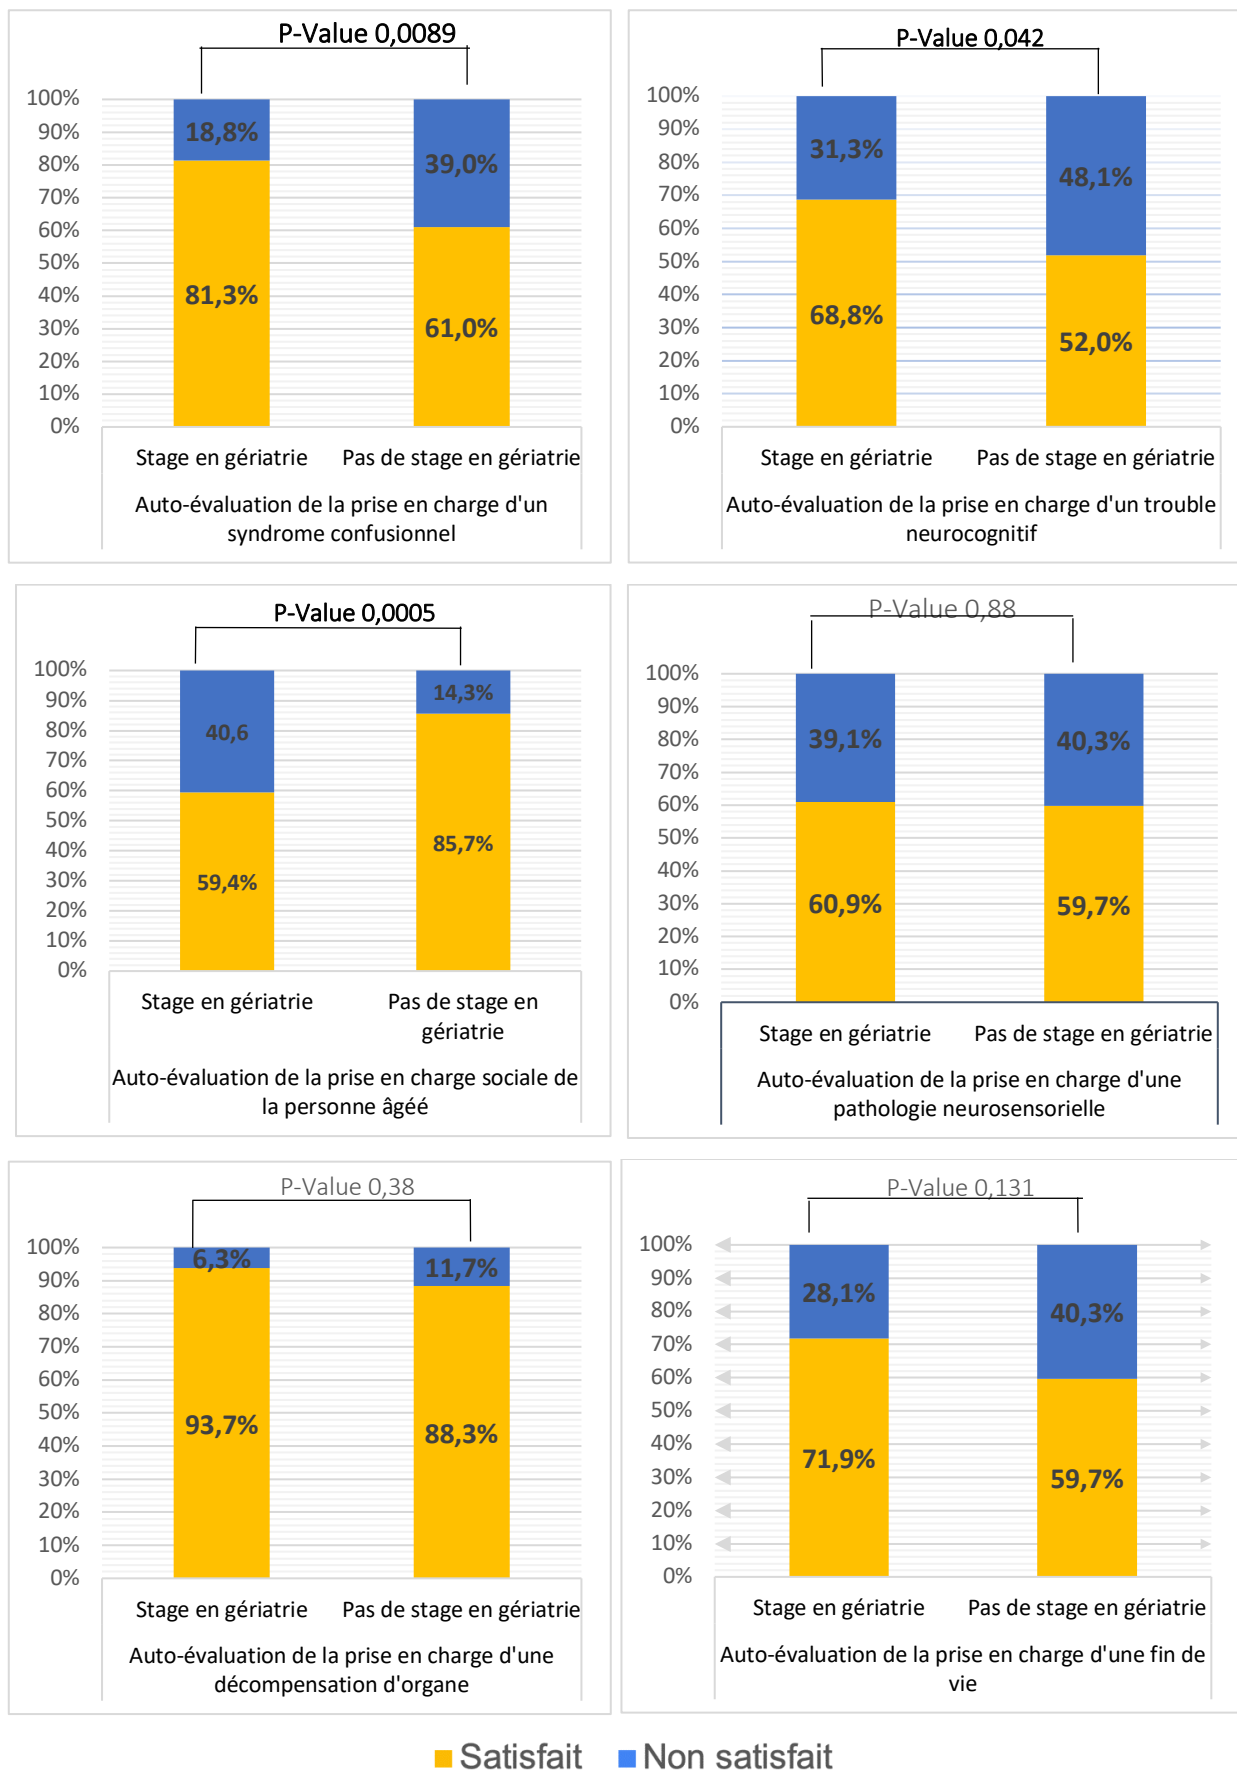 P-Value 0,0089
100%
90%
80%
70%
60%
50%
40%
30%
20%
10%
0%
18,8%
39,0%
81,3%
61,0%
Stage en gériatrie
Pas de stage en gériatrie
Auto-évaluation de la prise en charge d'un
syndrome confusionnel
P-Value 0,042
100%
90%
80%
70%
60%
50%
40%
30%
20%
10%
0%
31,3%
48,1%
68,8%
52,0%
Stage en gériatrie
Pas de stage en gériatrie
Auto-évaluation de la prise en charge d'un trouble
neurocognitif
P-Value 0,0005
100%
90%
80%
70%
60%
50%
40%
30%
20%
10%
0%
40,6
14,3%
59,4%
85,7%
Stage en gériatrie
Pas de stage en
gériatrie
Auto-évaluation de la prise en charge sociale de
la personne âgéé
P-Value 0,88
100%
90%
80%
70%
60%
50%
40%
30%
20%
10%
0%
39,1%
40,3%
60,9%
59,7%
Stage en gériatrie
Pas de stage en gériatrie
Auto-évaluation de la prise en charge d'une
pathologie neurosensorielle
P-Value 0,38
100%
90%
80%
70%
60%
50%
40%
30%
20%
10%
0%
6,3%
11,7%
93,7%
88,3%
Stage en gériatrie
Pas de stage en gériatrie
Auto-évaluation de la prise en charge d'une
décompensation d'organe
P-Value 0,131
100%
90%
80%
70%
60%
50%
40%
30%
20%
10%
0%
28,1%
40,3%
71,9%
59,7%
Stage en gériatrie
Pas de stage en gériatrie
Auto-évaluation de la prise en charge d'une fin de
vie
Satisfait
Non satisfait